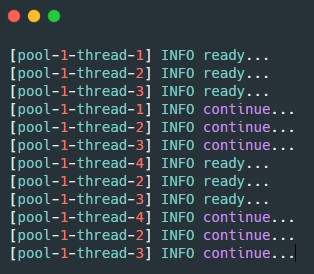 [pool-1-thread-1] INFO ready...
[pool-1-thread-2] INFO ready...
[pool-1-thread-3] INFO ready...
[pool-1-thread-1] INFO continue...
[pool-1-thread-2] INFO continue...
[pool-1-thread-3] INFO continue...
[pool-1-thread-4] INFO ready...
[pool-1-thread-2] INFO ready...
[pool-1-thread-3] INFO ready...
[pool-1-thread-4] INFO continue...
[pool-1-thread-2] INFO continue...
[pool-1-thread-3] INFO continue...